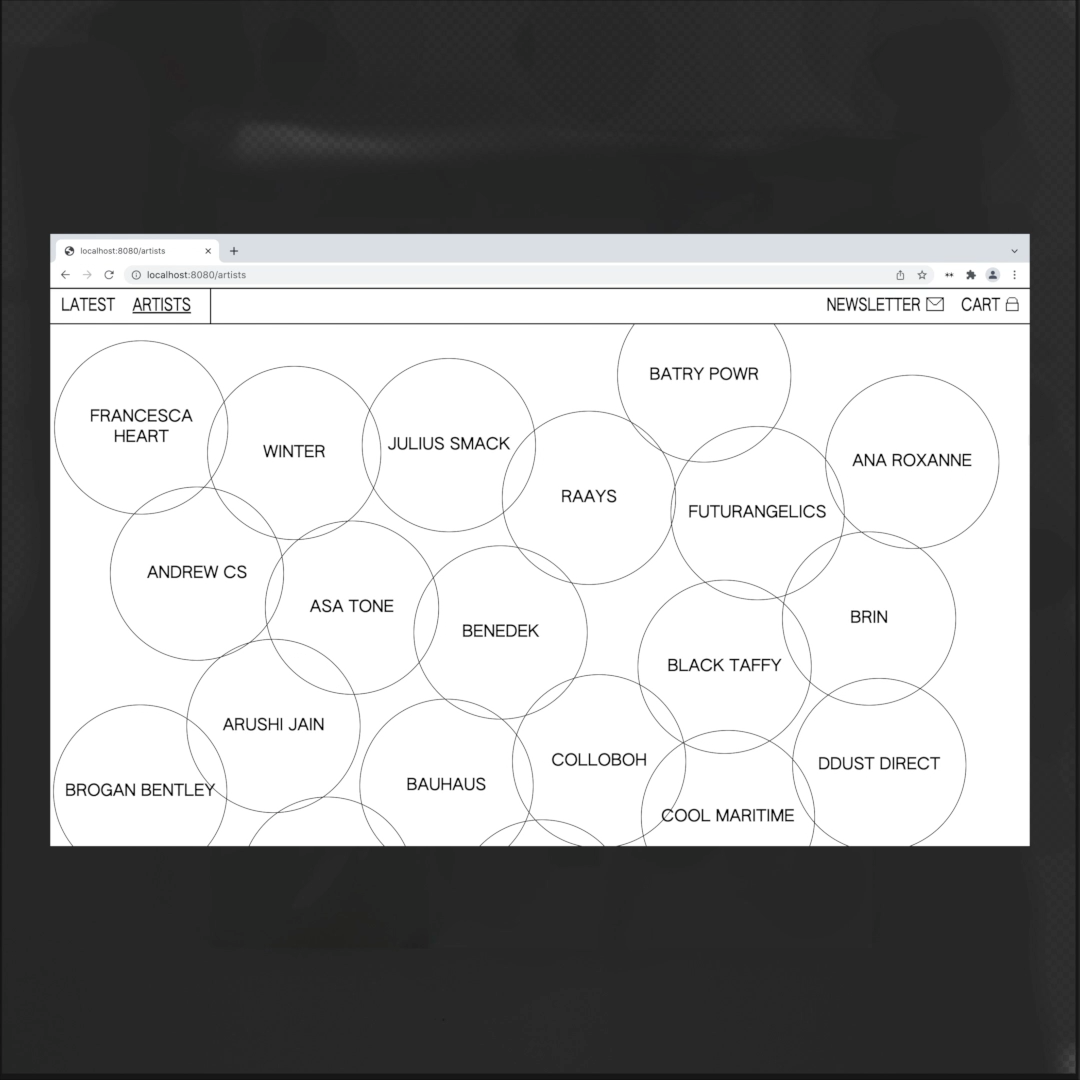 localhost:8080/artists
localhost:8080/artists
LATEST ARTISTS NEWSLETTER CART
BATRY POWR
FRANCESCA
HEART
WINTER
JULIUS SMACK
ANA ROXANNE
RAAYS
FUTURANGELICS
ANDREW CS
ASA TONE
BENEDEK
BRIN
BLACK TAFFY
ARUSHI JAIN
COLLOBOH
DDUST DIRECT
BROGAN BENTLEY
BAUHAUS
COOL MARITIME